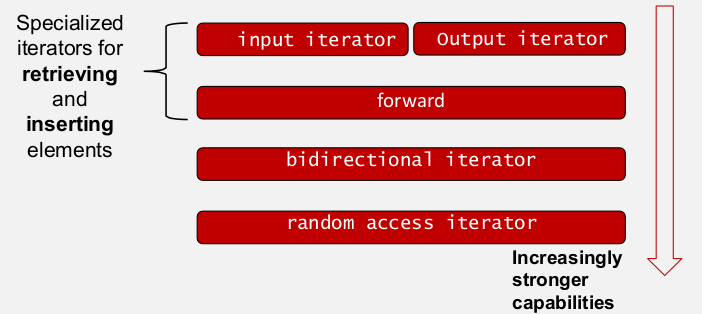 Specialized
iterators for
retrieving
and
inserting
elements
input iterator
Output iterator
forward
bidirectional iterator
random access iterator
Increasingly
stronger
capabilities